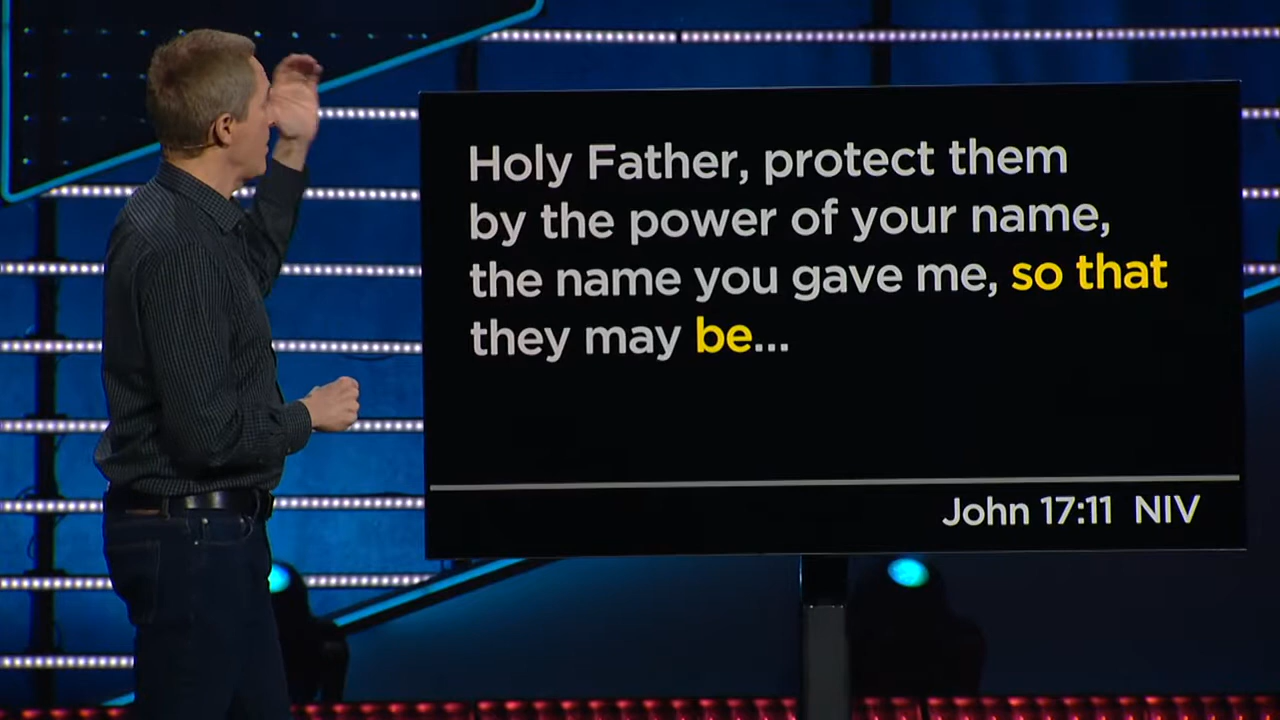 Holy Father, protect them
by the power of your name,
the name you gave me, so that
they may be...
John 17:11 NIV